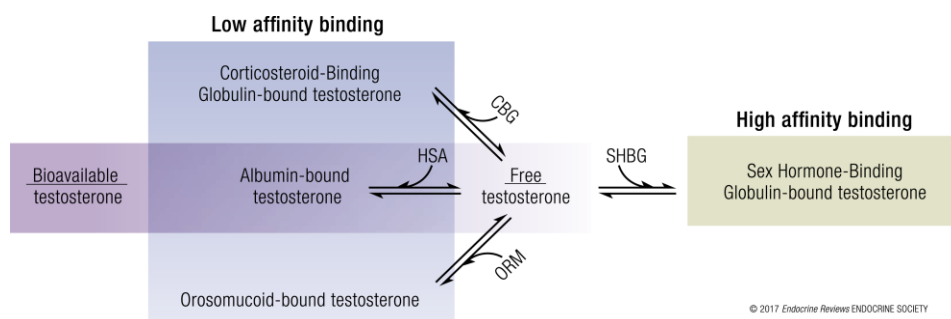 Low affinity binding
Corticosteroid-Binding
Globulin-bound testosterone
CBG
High affinity binding
Bioavailable
testosterone
Albumin-bound
testosterone
HSA
Free
testosterone
SHBG
Sex Hormone-Binding
Globulin-bound testosterone
ORM
Orosomucoid-bound testosterone
© 2017 Endocrine Reviews ENDOCRINE SOCIETY